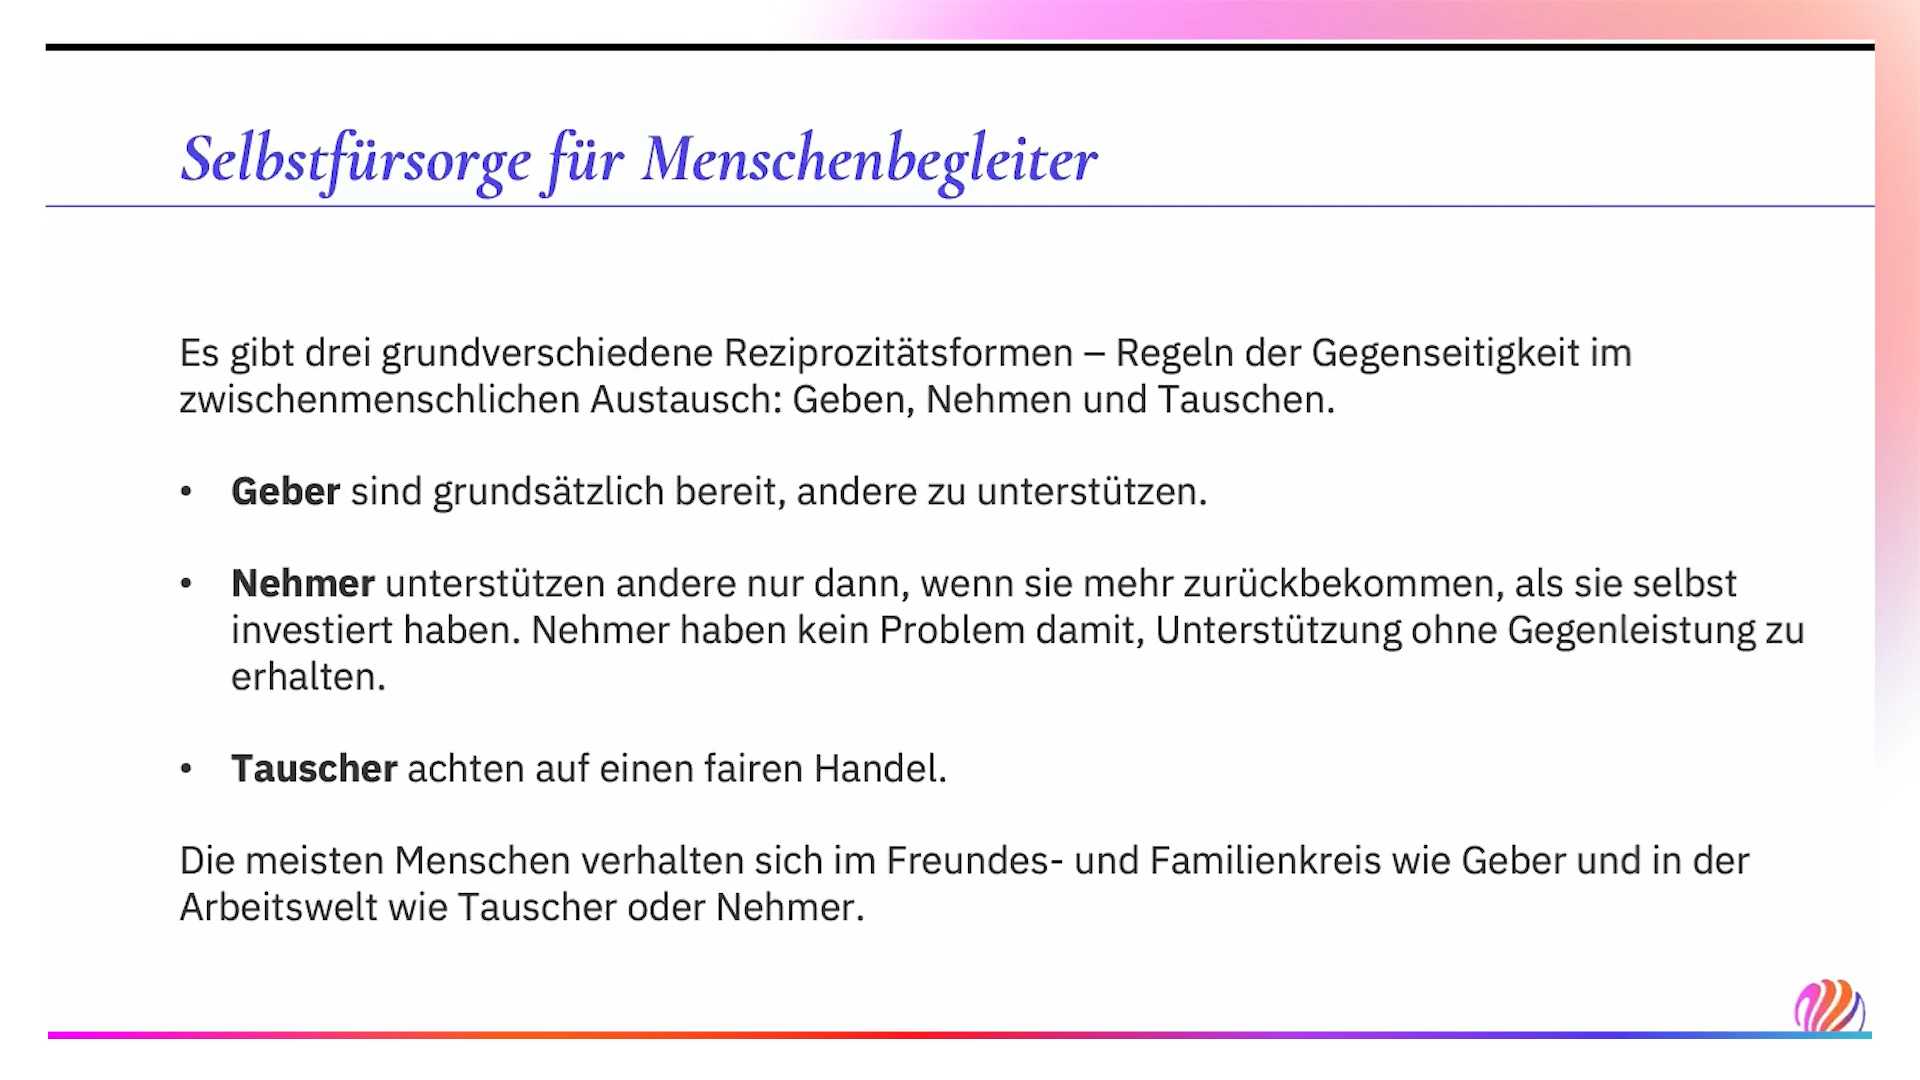 Selbstfürsorge für Menschenbegleiter
Es gibt drei grundverschiedene Reziprozitätsformen – Regeln der Gegenseitigkeit im
zwischenmenschlichen Austausch: Geben, Nehmen und Tauschen.
• Geber sind grundsätzlich bereit, andere zu unterstützen.
• Nehmer unterstützen andere nur dann, wenn sie mehr zurückbekommen, als sie selbst
investiert haben. Nehmer haben kein Problem damit, Unterstützung ohne Gegenleistung zu
erhalten.
• Tauscher achten auf einen fairen Handel.
Die meisten Menschen verhalten sich im Freundes- und Familienkreis wie Geber und in der
Arbeitswelt wie Tauscher oder Nehmer.